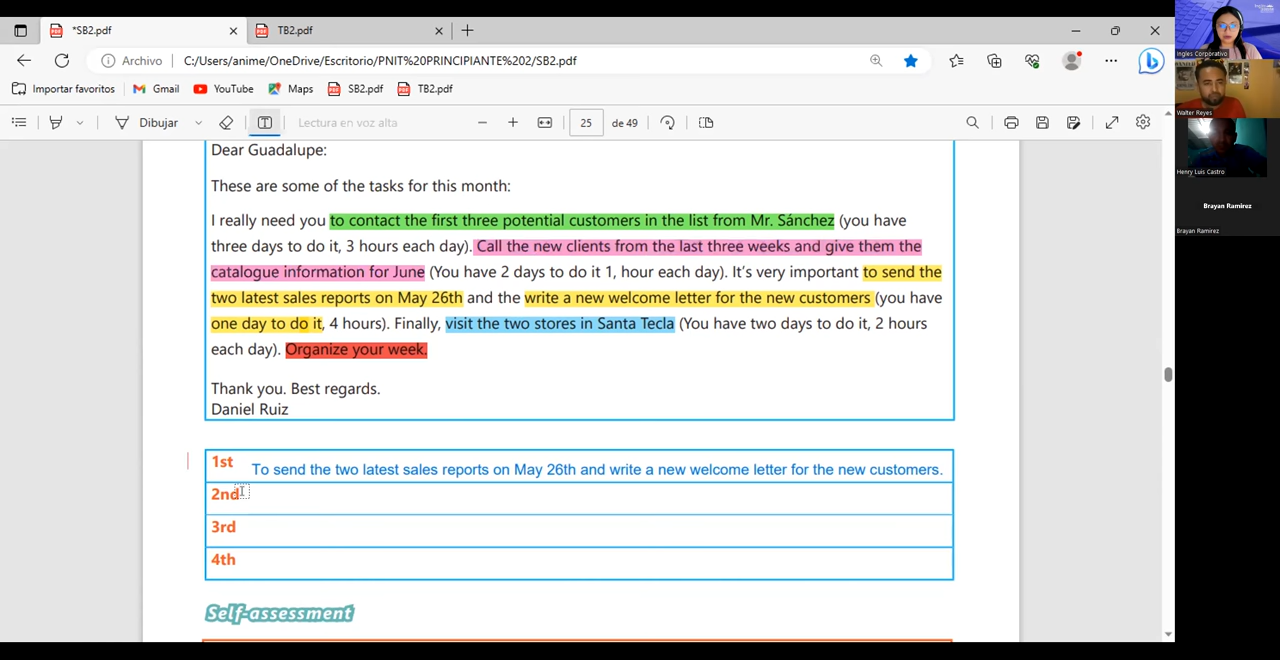 *SB2.pdf
TB2.pdf
Archivo
C:/Users/anime/OneDrive/Escritorio/PNIT%20PRINCIPIANTE%202/SB2.pdf
Importar favoritos
Gmail
YouTube
Maps
SB2.pdf
TB2.pdf
Dibujar
Lectura en voz alta
25
de 49
Dear Guadalupe:
These are some of the tasks for this month:
I really need you to contact the first three potential customers in the list from Mr. Sánchez (you have
three days to do it, 3 hours each day). Call the new clients from the last three weeks and give them the
catalogue information for June (You have 2 days to do it 1, hour each day). It's very important to send the
two latest sales reports on May 26th and the write a new welcome letter for the new customers (you have
one day to do it, 4 hours). Finally, visit the two stores in Santa Tecla (You have two days to do it, 2 hours
each day). Organize your week.
Thank you. Best regards.
Daniel Ruiz
1st To send the two latest sales reports on May 26th and write a new welcome letter for the new customers.
2nd
3rd
4th
Self-assessment
Ingles Corporativo
Walter Reyes
Henry Luis Castro
Brayan Ramirez
Brayan Ramirez